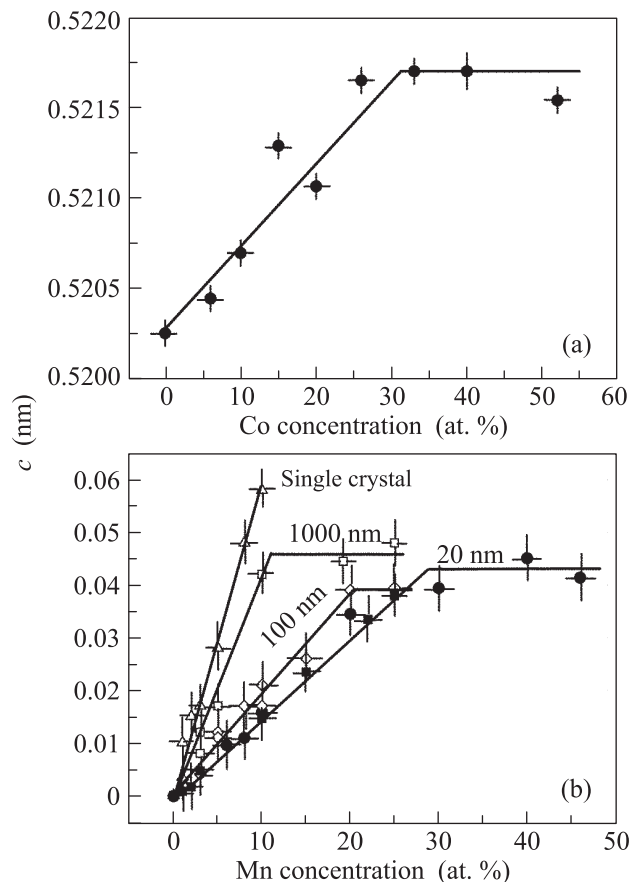 0.5220
0.5215
0.5210
0.5205
0.5200
(a)
0 10 20 30 40 50 60
Co concentration (at. %)
c (nm)
0.06
0.05
0.04
0.03
0.02
0.01
0
Single crystal
1000 nm
20 nm
100 nm
(b)
0 10 20 30 40 50
Mn concentration (at. %)